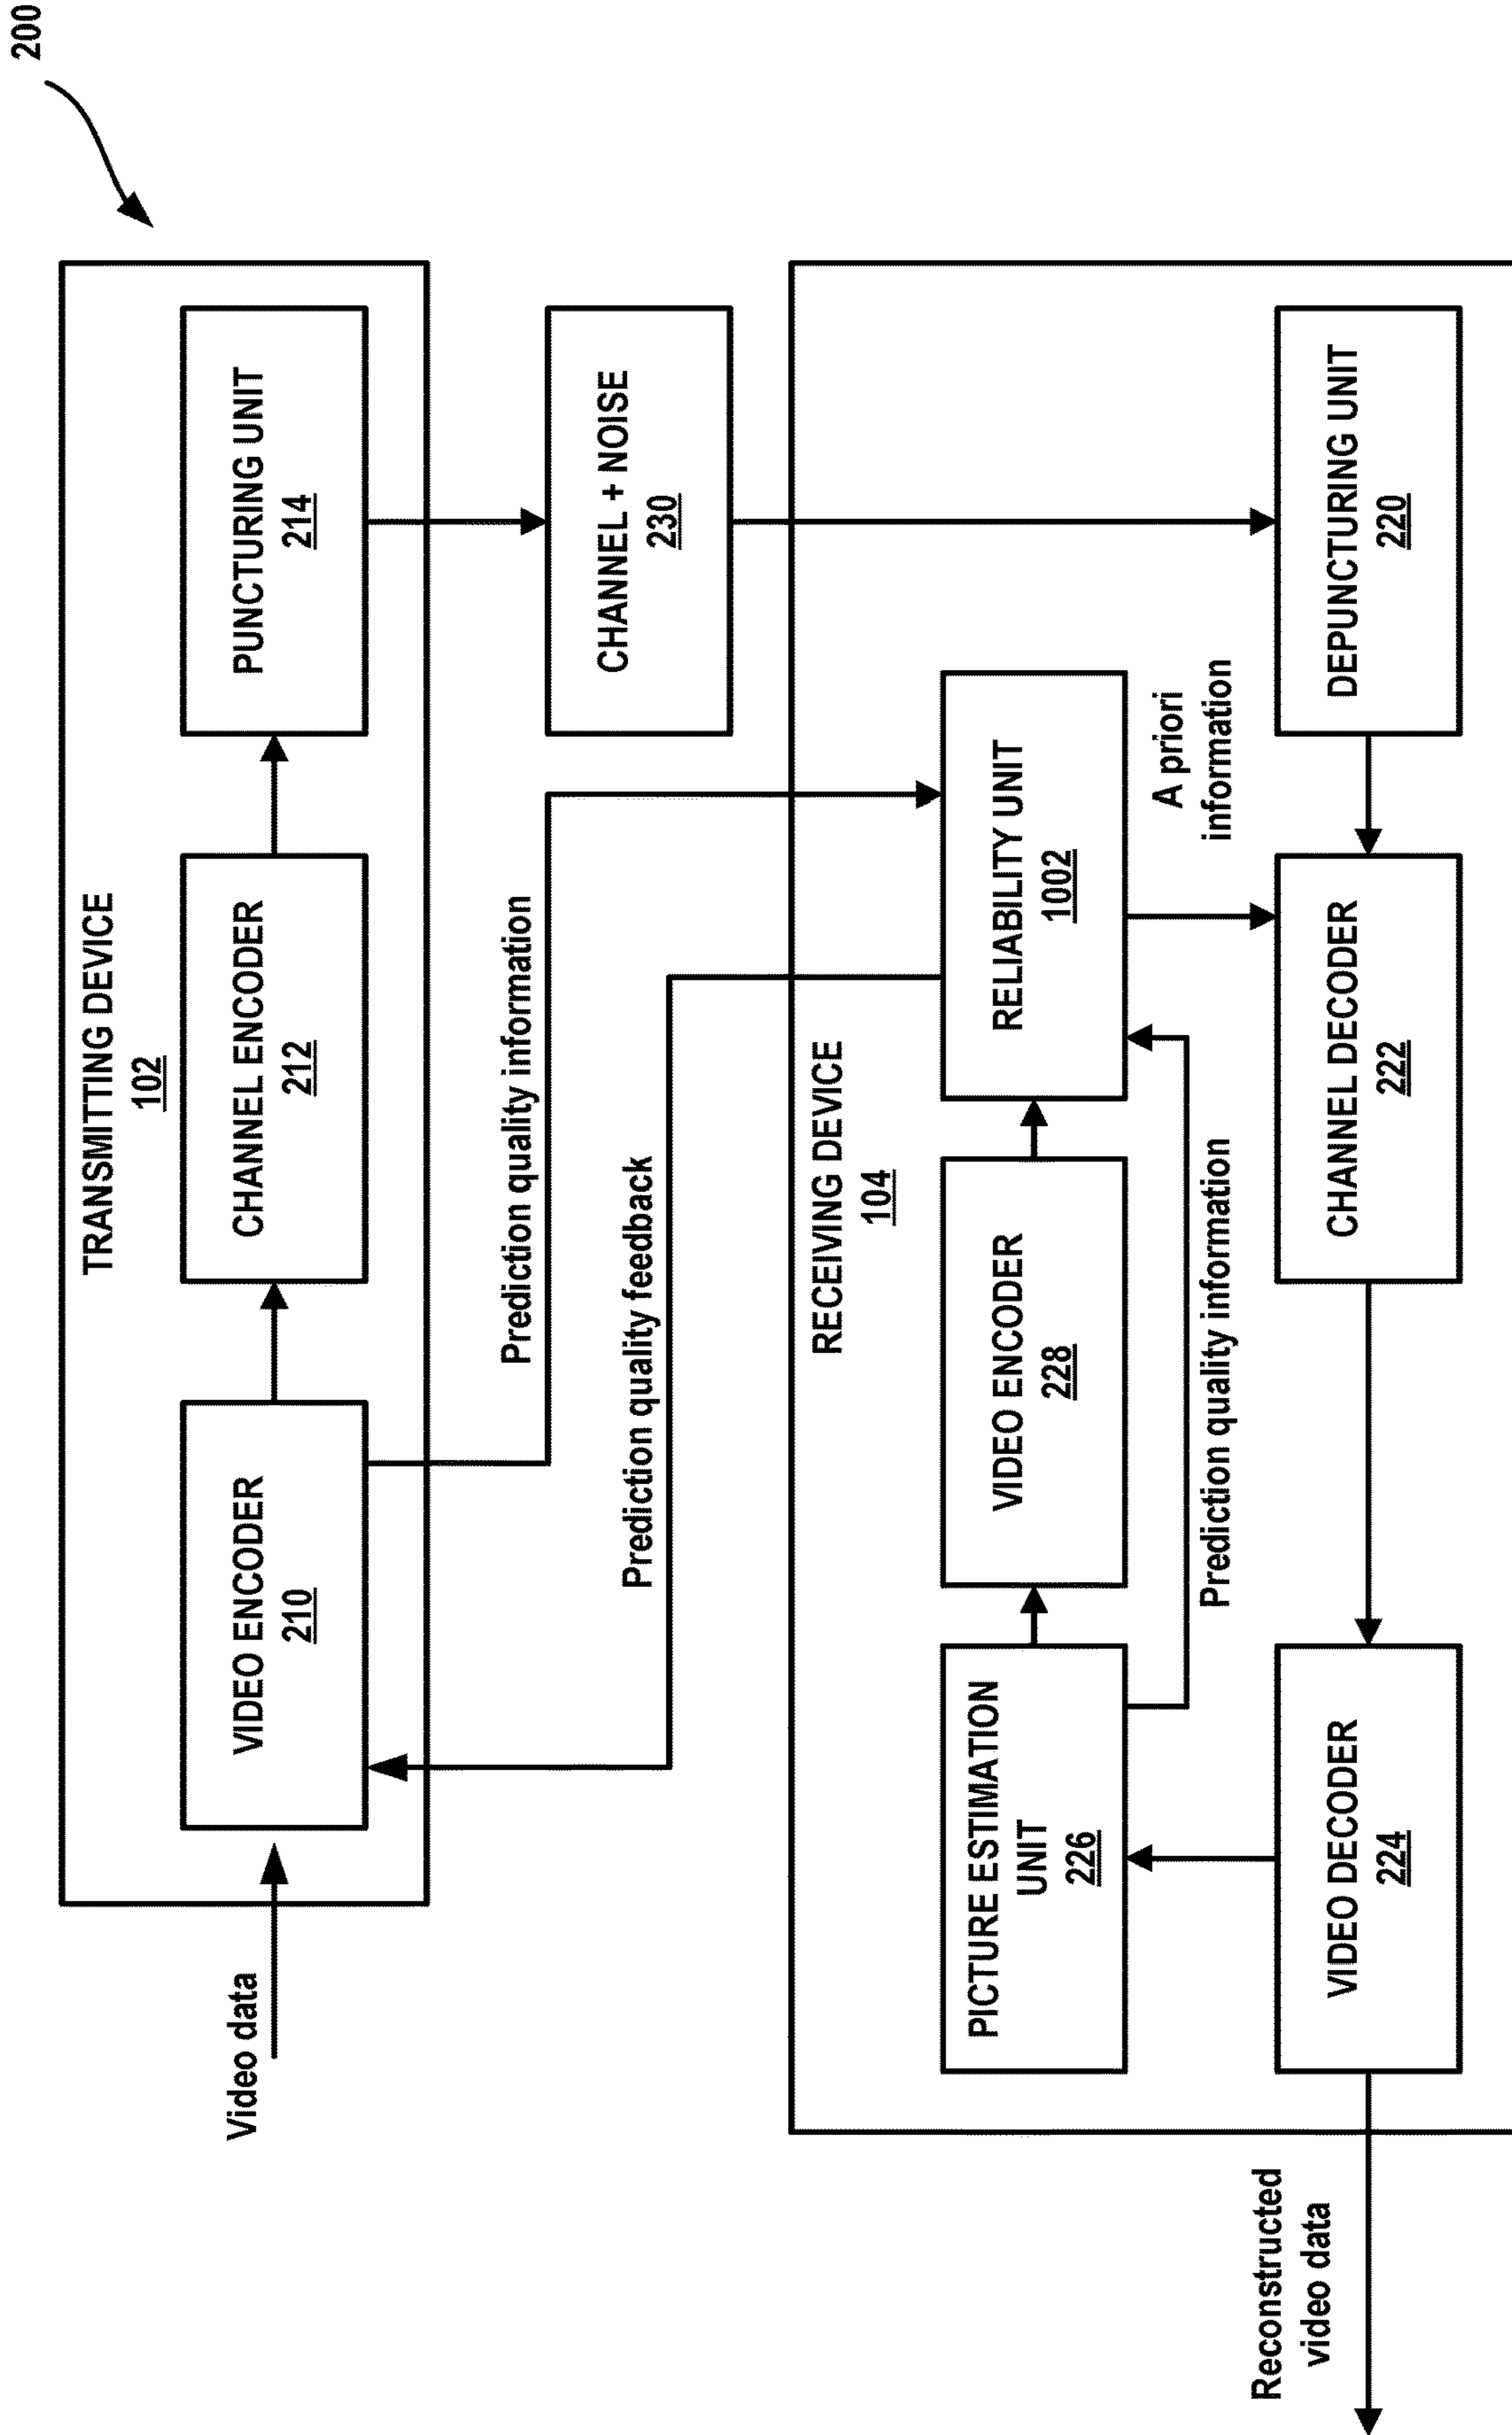 200
TRANSMITTING DEVICE
102
Video data
VIDEO ENCODER
210
CHANNEL ENCODER
212
PUNCTURING UNIT
214
Prediction quality information
CHANNEL + NOISE
230
Prediction quality feedback
RECEIVING DEVICE
104
PICTURE ESTIMATION
UNIT
226
VIDEO ENCODER
228
RELIABILITY UNIT
1002
Prediction quality information
A priori
information
Reconstructed
video data
VIDEO DECODER
224
CHANNEL DECODER
222
DEPUNCTURING UNIT
220